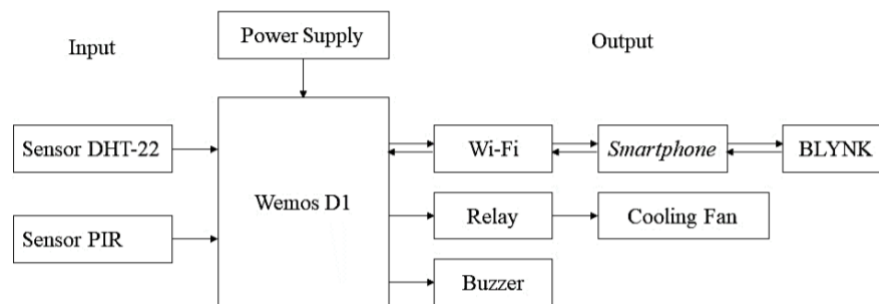 Input
Power Supply
Output
Sensor DHT-22
Wemos D1
Wi-Fi
Smartphone
BLYNK
Sensor PIR
Relay
Cooling Fan
Buzzer